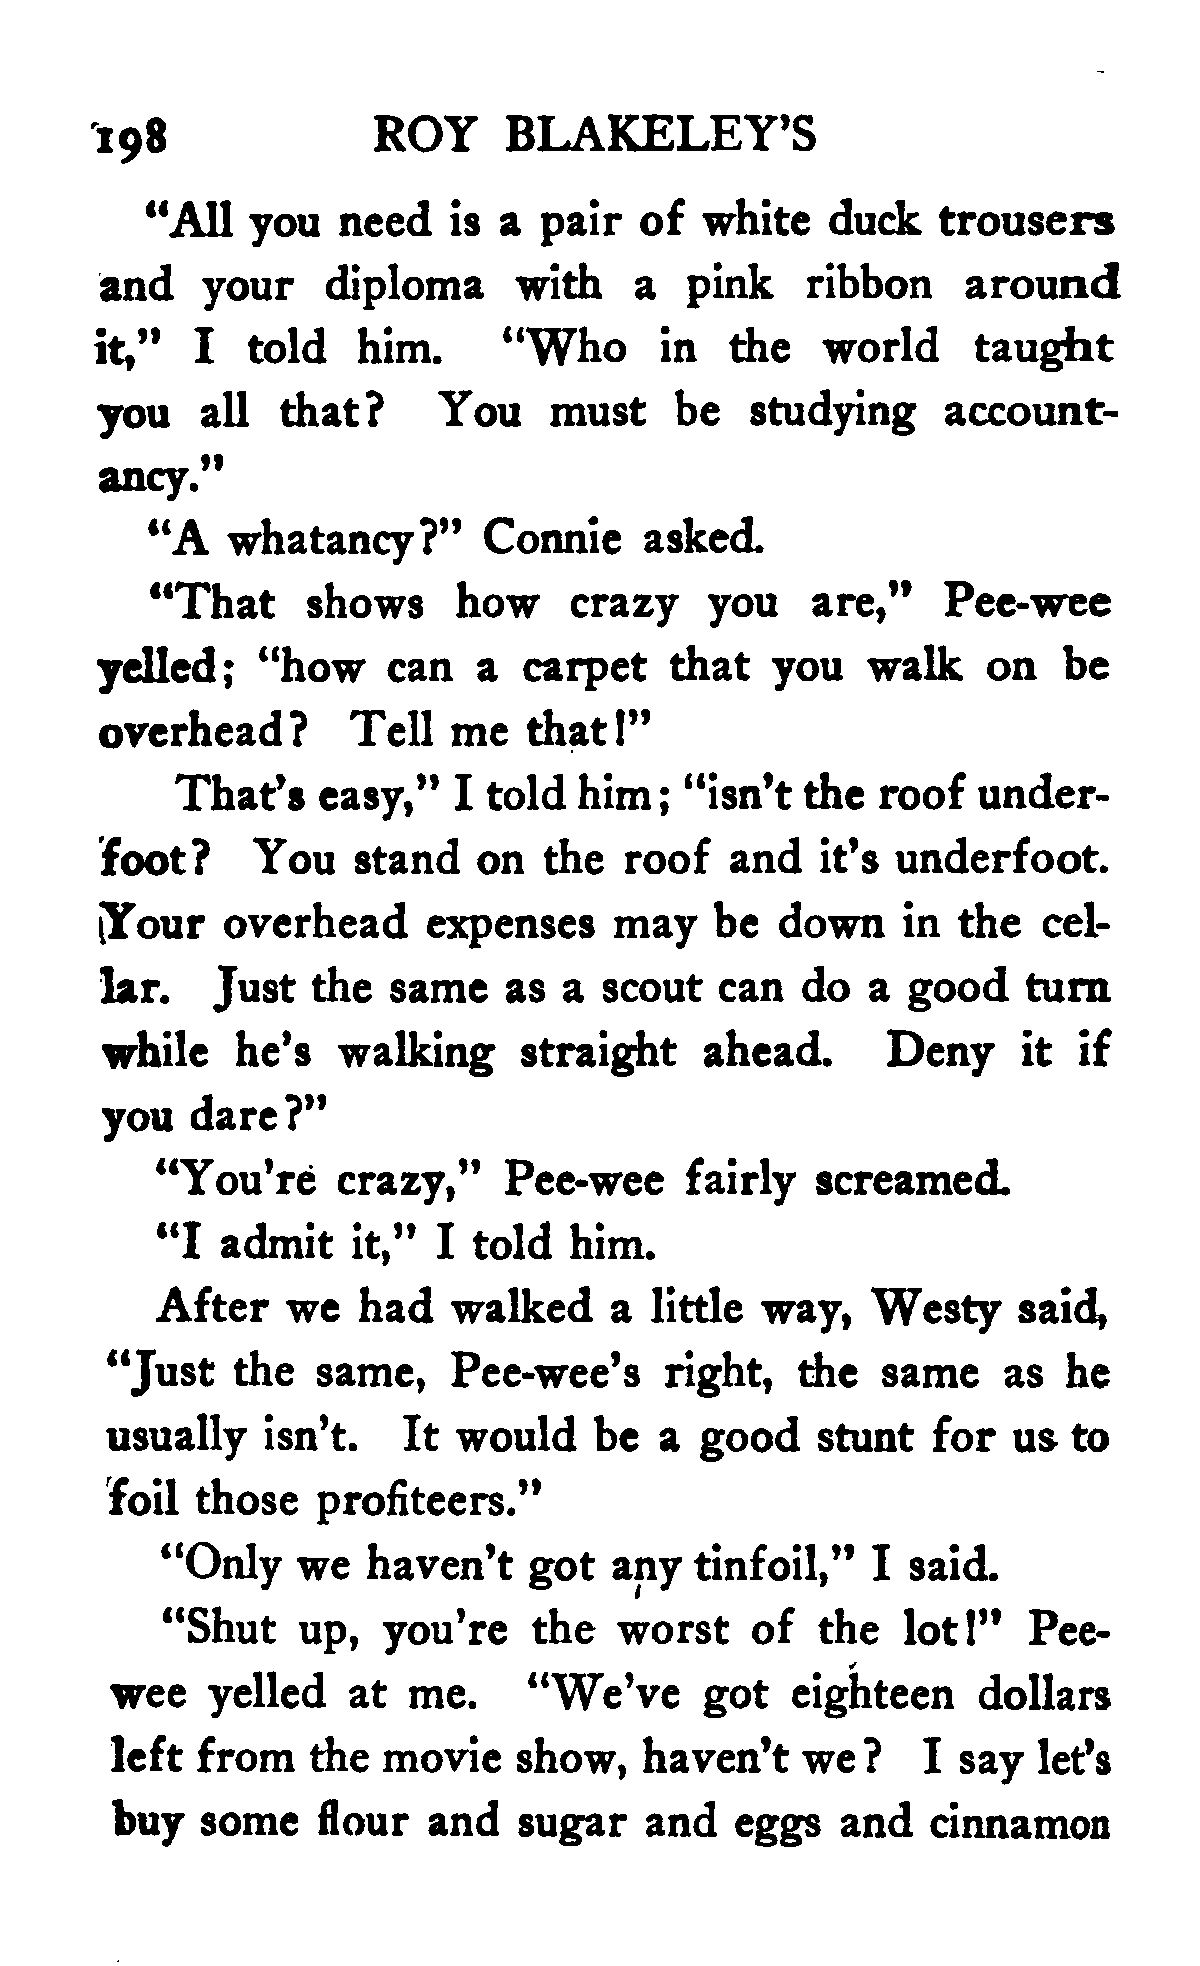 198 ROY BLAKELEY'S
"All you need is a pair of white duck trousers
and your diploma with a pink ribbon around
it," I told him. "Who in the world taught
you all that? You must be studying account-
ancy."
"A whatancy?" Connie asked.
"That shows how crazy you are," Pee-wee
yelled; "how can a carpet that you walk on be
overhead? Tell me that!"
That's easy," I told him; "isn't the roof under-
foot? You stand on the roof and it's underfoot.
Your overhead expenses may be down in the cel-
lar. Just the same as a scout can do a good turn
while he's walking straight ahead. Deny it if
you dare?"
"You're crazy," Pee-wee fairly screamed.
"I admit it," I told him.
After we had walked a little way, Westy said,
"Just the same, Pee-wee's right, the same as he
usually isn't. It would be a good stunt for us to
foil those profiteers."
"Only we haven't got any tinfoil," I said.
"Shut up, you're the worst of the lot!" Pee-
wee yelled at me. "We've got eighteen dollars
left from the movie show, haven't we? I say let's
buy some flour and sugar and eggs and cinnamon